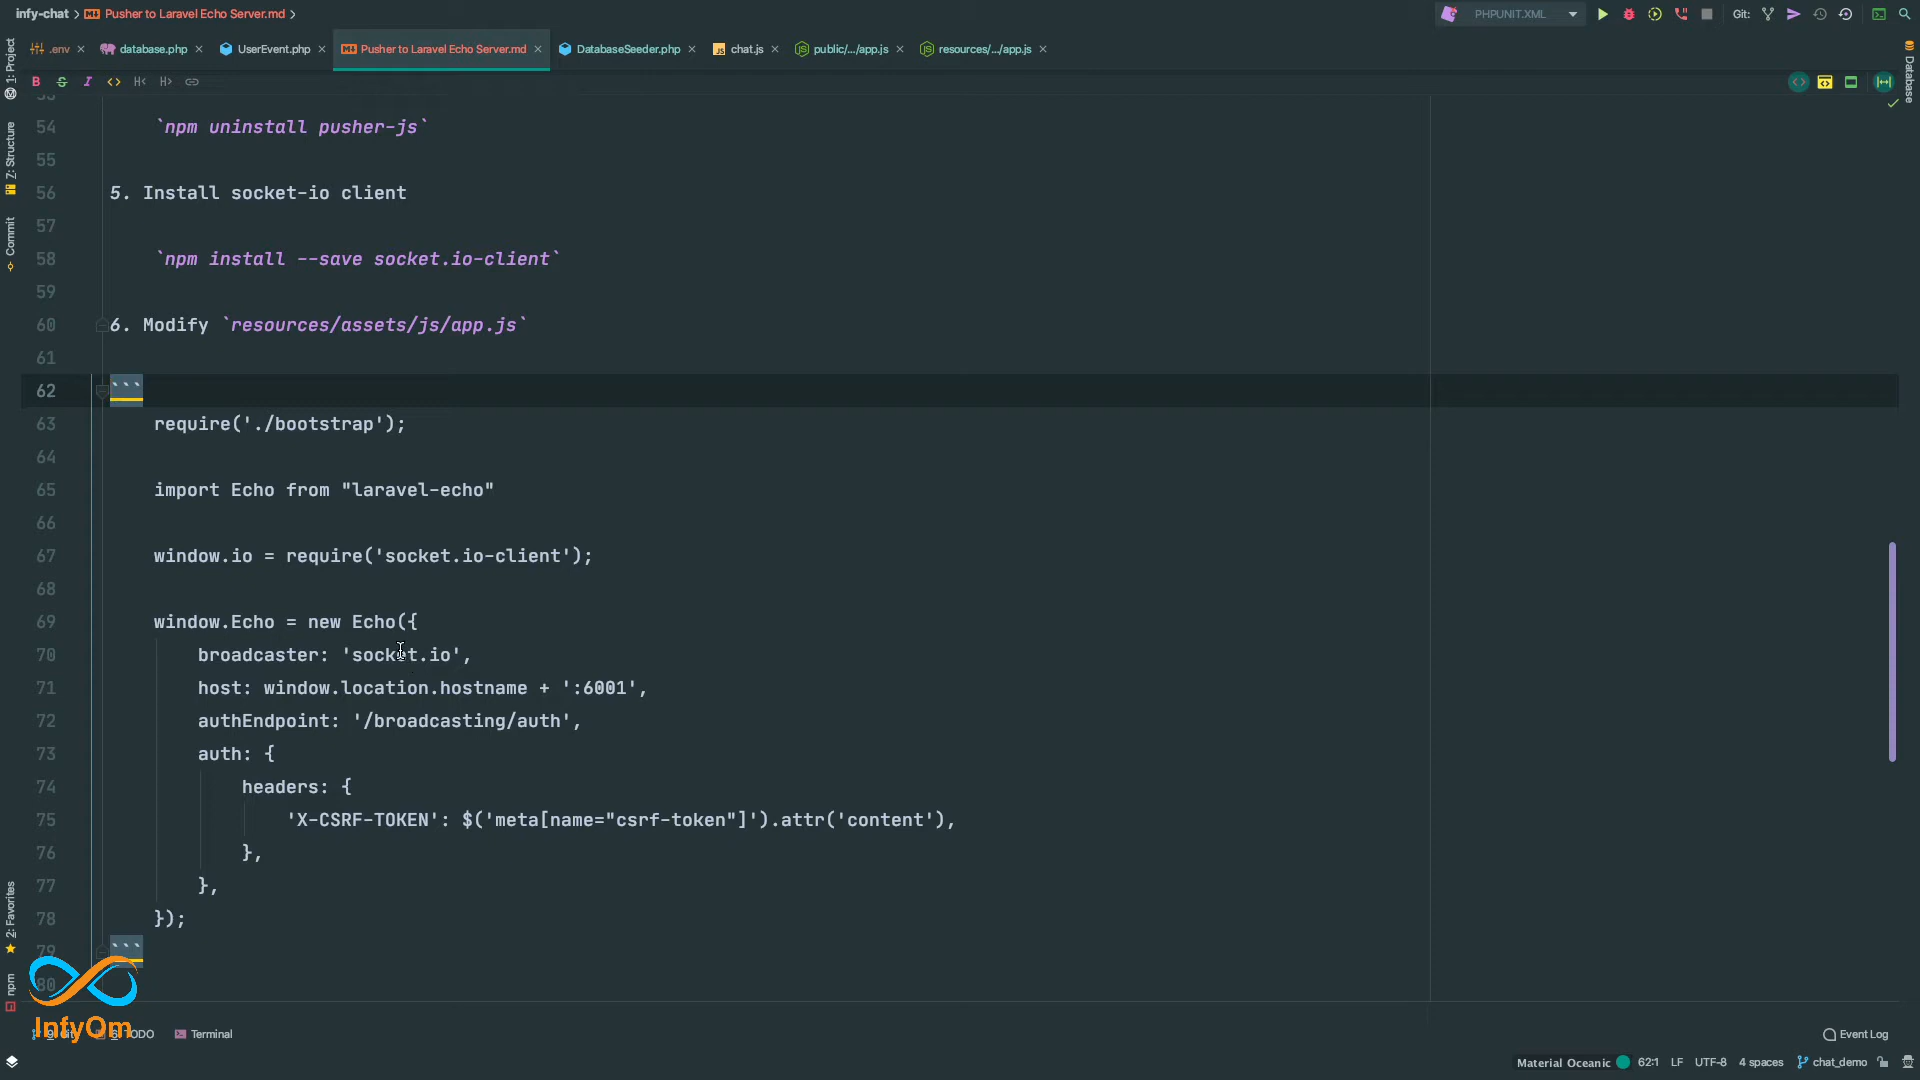 infy-chat > Pusher to Laravel Echo Server.md >
PHPUNIT.XML
Git:
.env
database.php
UserEvent.php
Pusher to Laravel Echo Server.md
DatabaseSeeder.php
chat.js
public/.../app.js
resources/.../app.js
1: Project
Z: Structure
Commit
2: Favorites
npm
Database
54 `npm uninstall pusher-js`
55
56 5. Install socket-io client
57
58 `npm install --save socket.io-client`
59
60 6. Modify `resources/assets/js/app.js`
61
62 ```
63 require('./bootstrap');
64
65 import Echo from "laravel-echo"
66
67 window.io = require('socket.io-client');
68
69 window.Echo = new Echo({
70 broadcaster: 'socket.io',
71 host: window.location.hostname + ':6001',
72 authEndpoint: '/broadcasting/auth',
73 auth: {
74 headers: {
75 'X-CSRF-TOKEN': $('meta[name="csrf-token"]').attr('content'),
76 },
77 },
78 });
79 ```
80
InfyOm
TODO
Terminal
Event Log
Material Oceanic
62:1
LF
UTF-8
4 spaces
chat_demo